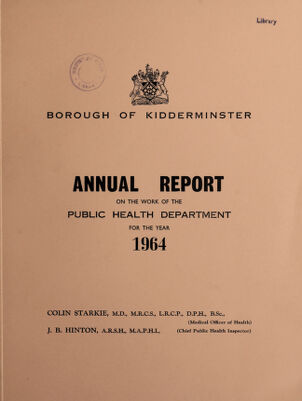 Library
BOROUGH OF KIDDERMINSTER
ANNUAL REPORT
ON THE WORK OF THE
PUBLIC HEALTH DEPARTMENT
FOR THE YEAR
1964
COLIN STARKIE, M.D., M.R.C.S., L.R.C.P., D.P.H., B.Sc.,
(Medical Officer of Health)
J. B. HINTON, A.R.S.H., M.A.P.H.I.,
(Chief Public Health Inspector)